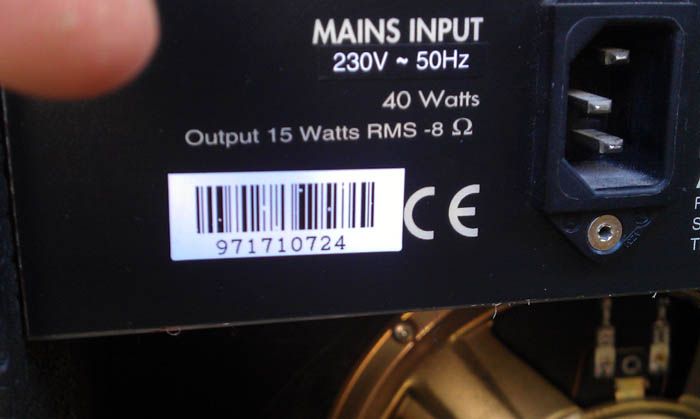 MAINS INPUT
230V ~ 50Hz
40 Watts
Output 15 Watts RMS -8 Ω
971710724
CE